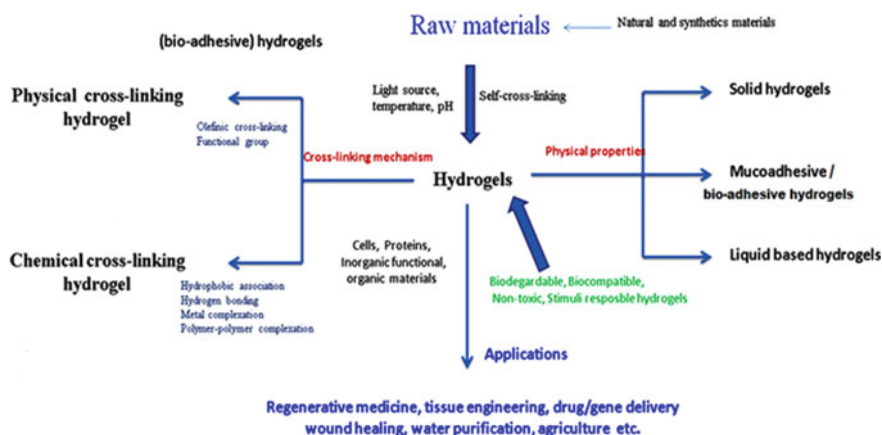 Raw materials
Natural and synthetics materials
(bio-adhesive) hydrogels
Light source,
temperature, pH
Self-cross-linking
Physical cross-linking
hydrogel
Olefinic cross-linking
Functional group
Cross-linking mechanism
Hydrogels
Physical properties
Solid hydrogels
Mucoadhesive /
bio-adhesive hydrogels
Liquid based hydrogels
Chemical cross-linking
hydrogel
Hydrophobic association
Hydrogen bonding
Metal complexation
Polymer-polymer complexation
Cells, Proteins,
Inorganic functional,
organic materials
Biodegardable, Biocompatible,
Non-toxic, Stimuli resposble hydrogels
Applications
Regenerative medicine, tissue engineering, drug/gene delivery
wound healing, water purification, agriculture etc.